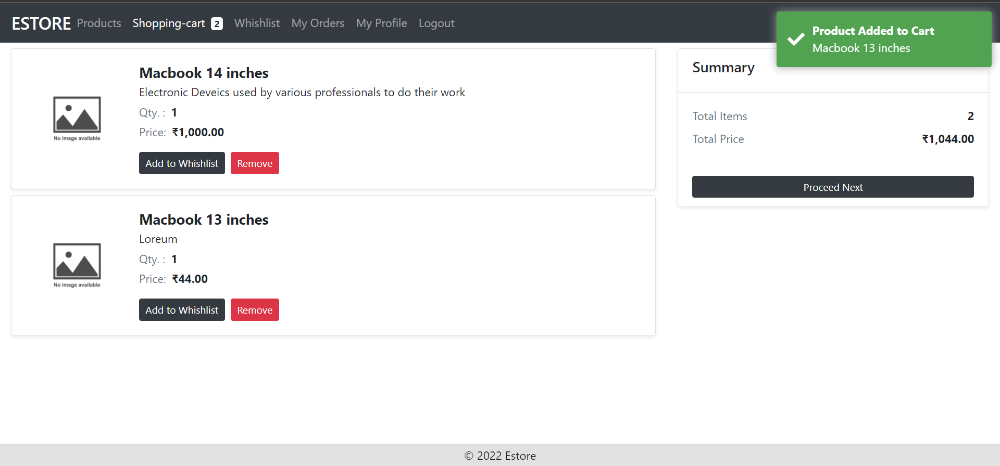 ESTORE Products Shopping-cart 2 Whishlist My Orders My Profile Logout
Product Added to Cart
Macbook 13 inches
Macbook 14 inches
Electronic Deveics used by various professionals to do their work
Qty. : 1
Price: ₹1,000.00
No image available
Add to Whishlist Remove
Macbook 13 inches
Loreum
Qty. : 1
Price: ₹44.00
No image available
Add to Whishlist Remove
Summary
Total Items 2
Total Price ₹1,044.00
Proceed Next
© 2022 Estore